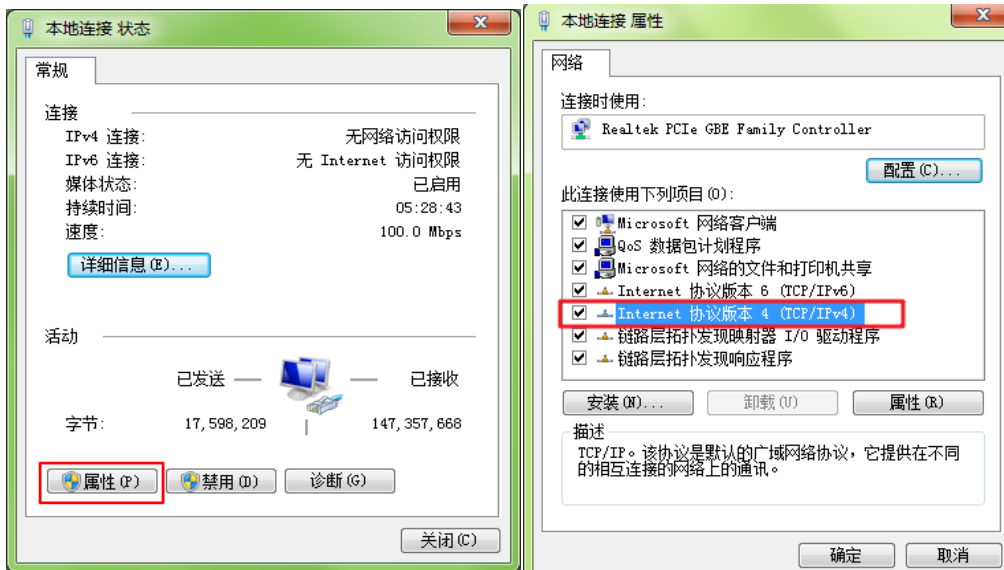 本地连接 状态
常规
连接
IPv4 连接: 无网络访问权限
IPv6 连接: 无 Internet 访问权限
媒体状态: 已启用
持续时间: 05:28:43
速度: 100.0 Mbps
详细信息(E)...
活动
已发送 — — 已接收
字节: 17,598,209 | 147,357,668
属性(P) 禁用(D) 诊断(G)
关闭(C)
本地连接 属性
网络
连接时使用:
Realtek PCIe GBE Family Controller
配置(C)...
此连接使用下列项目(O):
Microsoft 网络客户端
QoS 数据包计划程序
Microsoft 网络的文件和打印机共享
Internet 协议版本 6 (TCP/IPv6)
Internet 协议版本 4 (TCP/IPv4)
链路层拓扑发现映射器 I/O 驱动程序
链路层拓扑发现响应程序
安装(N)... 卸载(U) 属性(R)
描述
TCP/IP。该协议是默认的广域网络协议，它提供在不同
的相互连接的网络上的通讯。
确定 取消